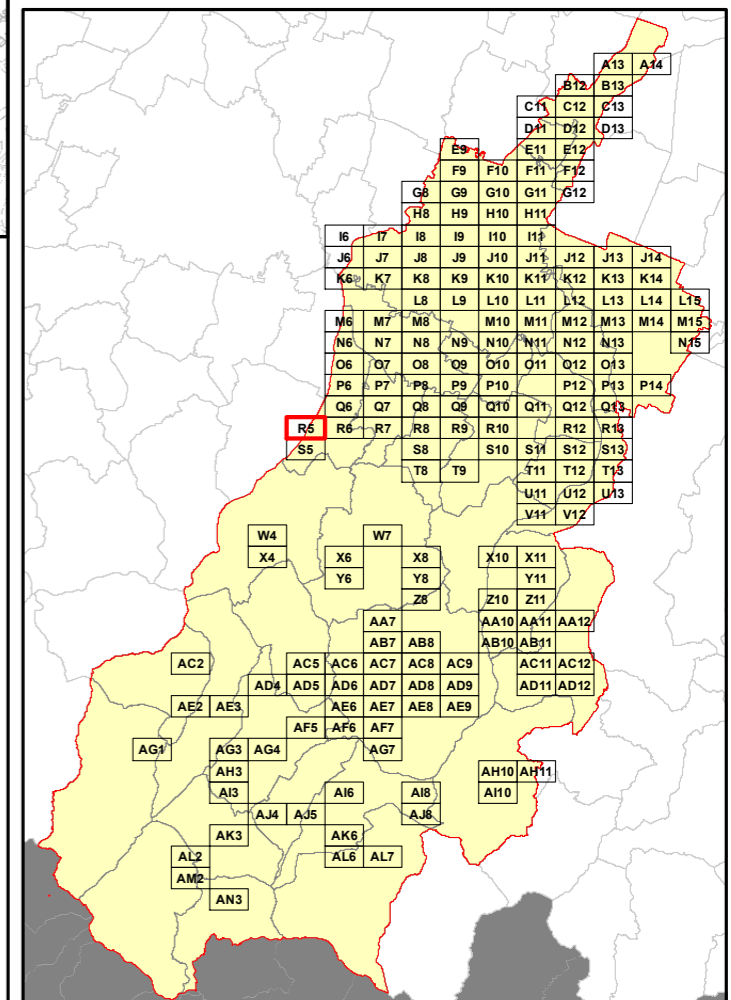 A13 A14
B12 B13
C11 C12 C13
D11 D12 D13
E9 E11 E12
F9 F10 F11 F12
G8 G9 G10 G11 G12
H8 H9 H10 H11
I6 I7 I8 I9 I10 I11
J6 J7 J8 J9 J10 J11 J12 J13 J14
K6 K7 K8 K9 K10 K11 K12 K13 K14
L8 L9 L10 L11 L12 L13 L14 L15
M6 M7 M8 M10 M11 M12 M13 M14 M15
N6 N7 N8 N9 N10 N11 N12 N13 N15
O6 O7 O8 O9 O10 O11 O12 O13
P6 P7 P8 P9 P10 P12 P13 P14
Q6 Q7 Q8 Q9 Q10 Q11 Q12 Q13
R5 R6 R7 R8 R9 R10 R12 R13
S5 S8 S10 S11 S12 S13
T8 T9 T11 T12 T13
U11 U12 U13
V11 V12
W4 W7
X4 X6 X8 X10 X11
Y6 Y8 Y11
Z8 Z10 Z11
AA7 AA10 AA11 AA12
AB7 AB8 AB10 AB11
AC2 AC5 AC6 AC7 AC8 AC9 AC11 AC12
AD4 AD5 AD6 AD7 AD8 AD9 AD11 AD12
AE2 AE3 AE6 AE7 AE8 AE9
AF5 AF6 AF7
AG1 AG3 AG4 AG7
AH3 AH10 AH11
AI3 AI6 AI8 AI10
AJ4 AJ5 AJ8
AK3 AK6
AL2 AL6 AL7
AM2
AN3